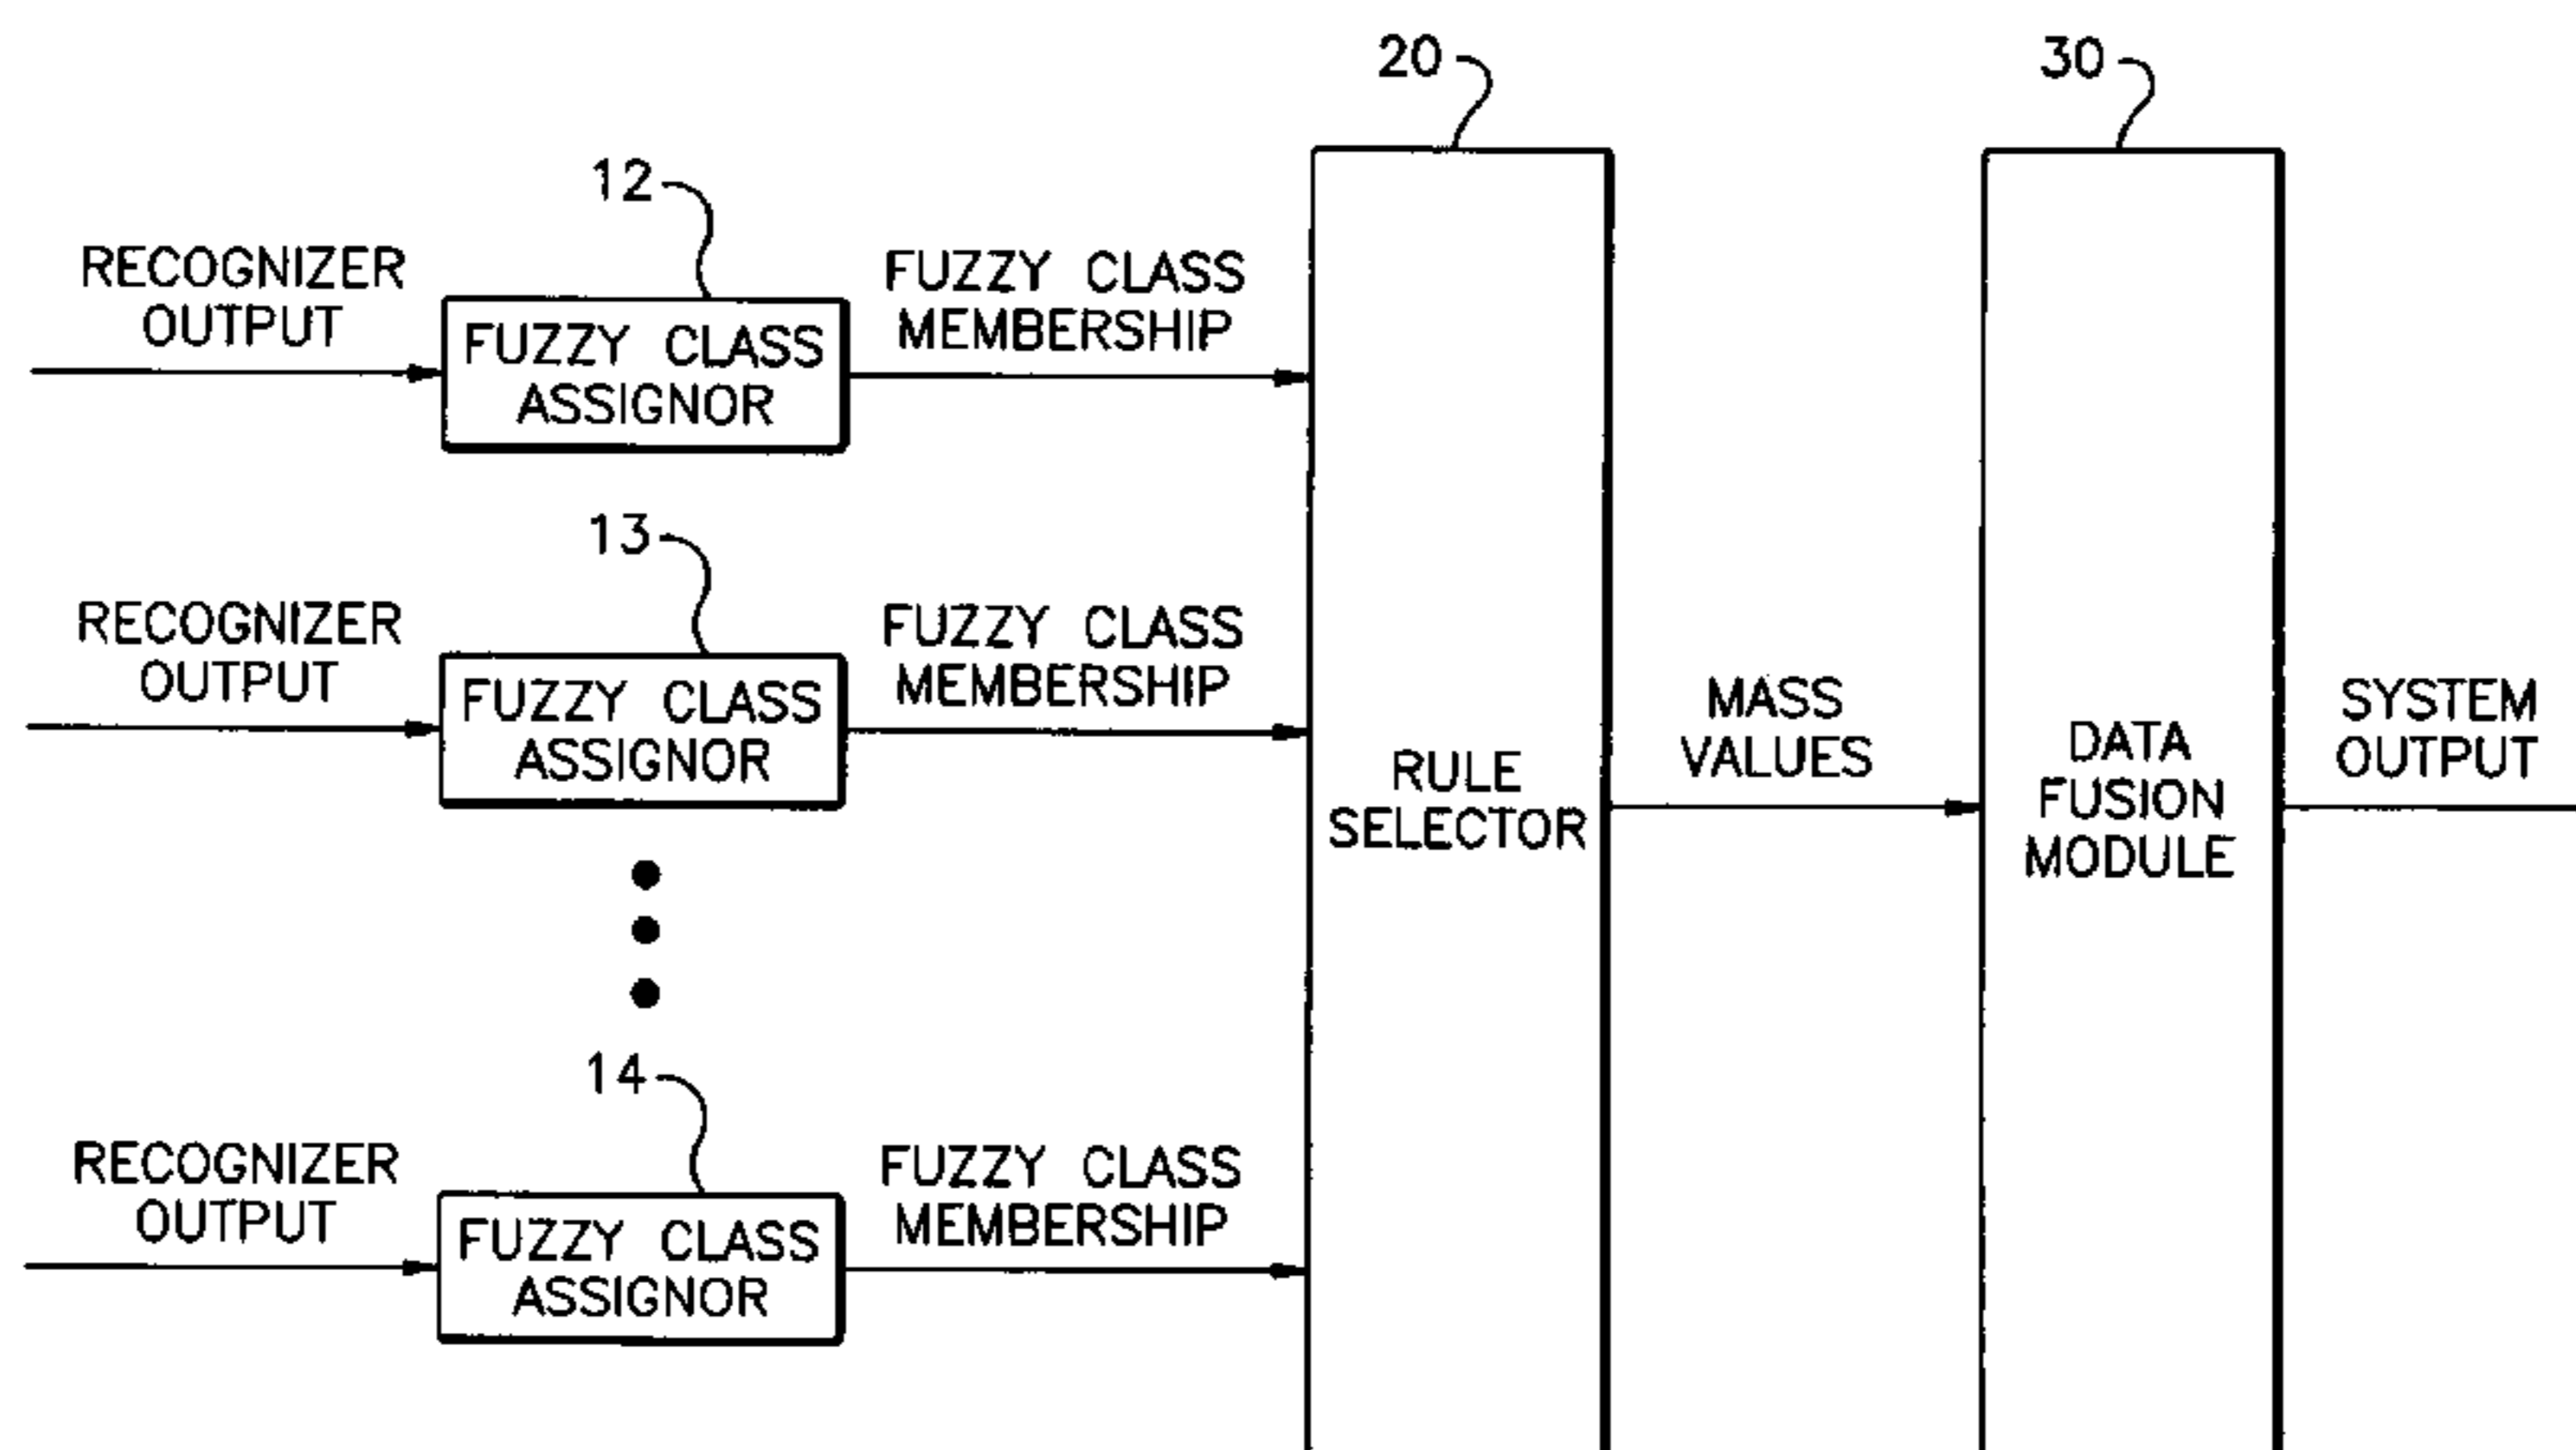 20
30
12
RECOGNIZER
OUTPUT
FUZZY CLASS
ASSIGNOR
FUZZY CLASS
MEMBERSHIP
13
RECOGNIZER
OUTPUT
FUZZY CLASS
ASSIGNOR
FUZZY CLASS
MEMBERSHIP
RULE
SELECTOR
MASS
VALUES
DATA
FUSION
MODULE
SYSTEM
OUTPUT
14
RECOGNIZER
OUTPUT
FUZZY CLASS
ASSIGNOR
FUZZY CLASS
MEMBERSHIP